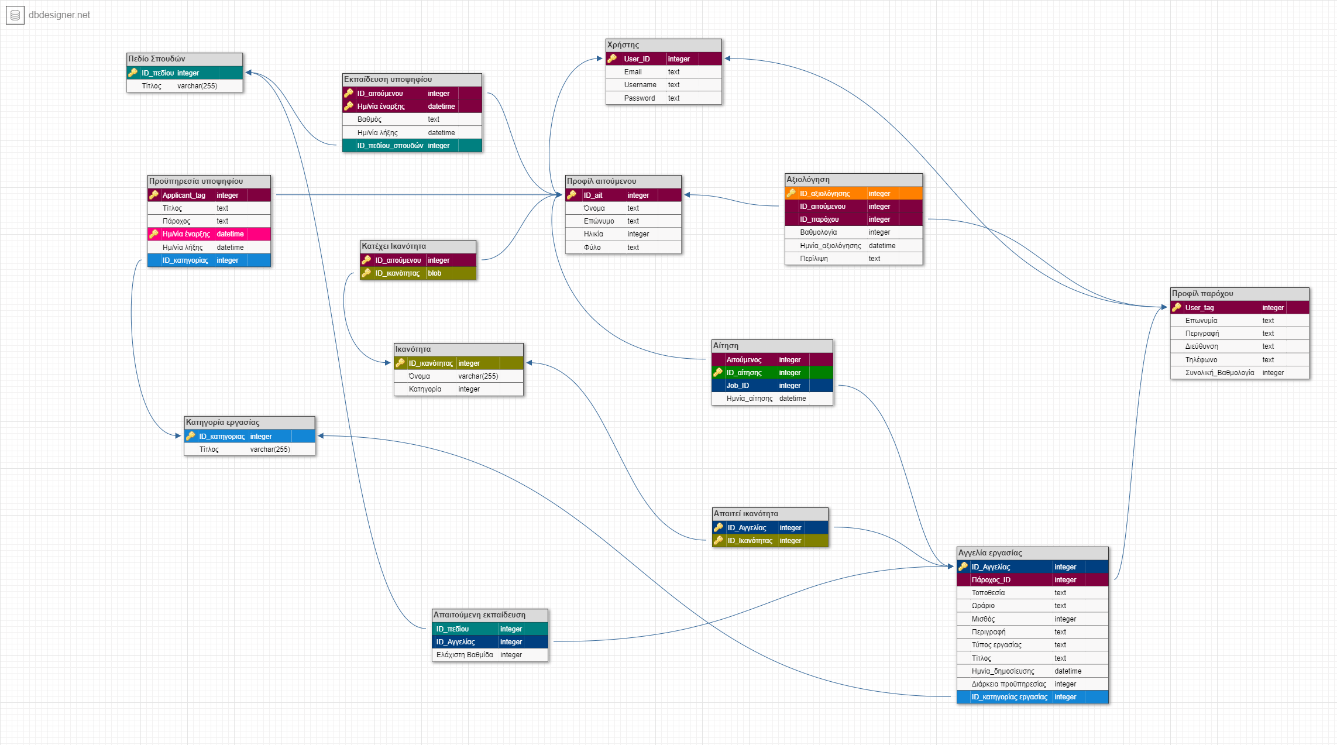 dbdesigner.net
Χρήστης
User_ID integer
Email text
Username text
Password text
Πεδίο Σπουδών
ID_πεδίου integer
Τίτλος varchar(255)
Εκπαίδευση υποψηφίου
ID_αιτούμενου integer
Ημ/νία έναρξης datetime
Βαθμός text
Ημ/νία λήξης datetime
ID_πεδίου_σπουδών integer
Προϋπηρεσία υποψηφίου
Applicant_tag integer
Τίτλος text
Πάροχος text
Ημ/νία έναρξης datetime
Ημ/νία λήξης datetime
ID_κατηγορίας integer
Προφίλ αιτούμενου
ID_ait integer
Όνομα text
Επώνυμο text
Ηλικία integer
Φύλο text
Αξιολόγηση
ID_αξιολόγησης integer
ID_αιτούμενου integer
ID_παρόχου integer
Βαθμολογία integer
Ημνία_αξιολόγησης datetime
Περίληψη text
Κατέχει Ικανότητα
ID_αιτούμενου integer
ID_ικανότητας blob
Προφίλ παρόχου
User_tag integer
Επωνυμία text
Περιγραφή text
Διεύθυνση text
Τηλέφωνο text
Συνολική_Βαθμολογία integer
Ικανότητα
ID_ικανότητας integer
Όνομα varchar(255)
Κατηγορία integer
Αίτηση
Αιτούμενος integer
ID_αίτησης integer
Job_ID integer
Ημνία_αίτησης datetime
Κατηγορία εργασίας
ID_κατηγοριας integer
Τίτλος varchar(255)
Απαιτεί ικανότητα
ID_Αγγελίας integer
ID_Ικανότητας integer
Αγγελία εργασίας
ID_Αγγελίας integer
Πάροχος_ID integer
Τοποθεσία text
Ωράριο text
Μισθός integer
Περιγραφή text
Τύπος εργασίας text
Τίτλος text
Ημνία_δημοσίευσης datetime
Διάρκεια προϋπηρεσίας integer
ID_κατηγορίας εργασίας integer
Απαιτούμενη εκπαίδευση
ID_πεδίου integer
ID_Αγγελίας integer
Ελάχιστη Βαθμίδα integer